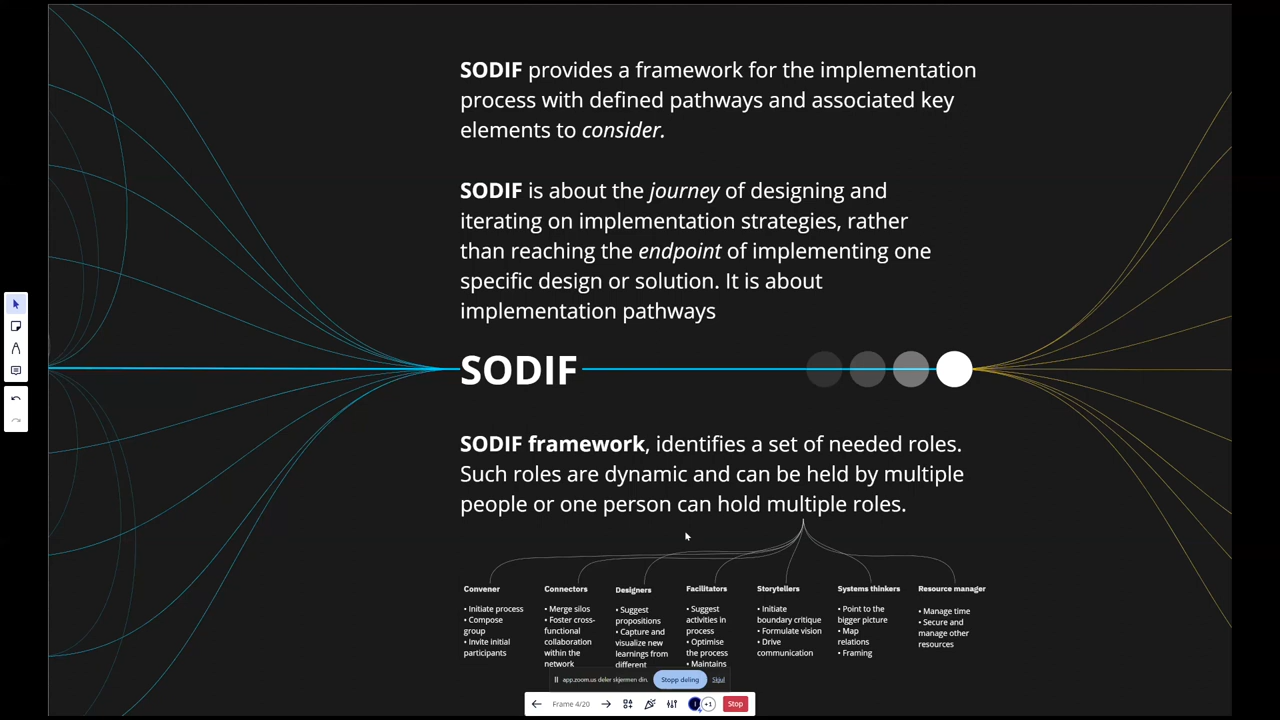 SODIF provides a framework for the implementation
process with defined pathways and associated key
elements to consider.
SODIF is about the journey of designing and
iterating on implementation strategies, rather
than reaching the endpoint of implementing one
specific design or solution. It is about
implementation pathways
SODIF
SODIF framework, identifies a set of needed roles.
Such roles are dynamic and can be held by multiple
people or one person can hold multiple roles.
Convener
• Initiate process
• Compose
group
• Invite initial
participants
Connectors
• Merge silos
• Foster cross-
functional
collaboration
within the
network
Designers
• Suggest
propositions
• Capture and
visualize new
learnings from
different
Facilitators
• Suggest
activities in
process
• Optimise
the process
• Maintains
Storytellers
• Initiate
boundary critique
• Formulate vision
• Drive
communication
Systems thinkers
• Point to the
bigger picture
• Map
relations
• Framing
Resource manager
• Manage time
• Secure and
manage other
resources
app.zoom.us deler skjermen din.
Stopp deling
Skjul
Frame 4/20
I
+1
Stop